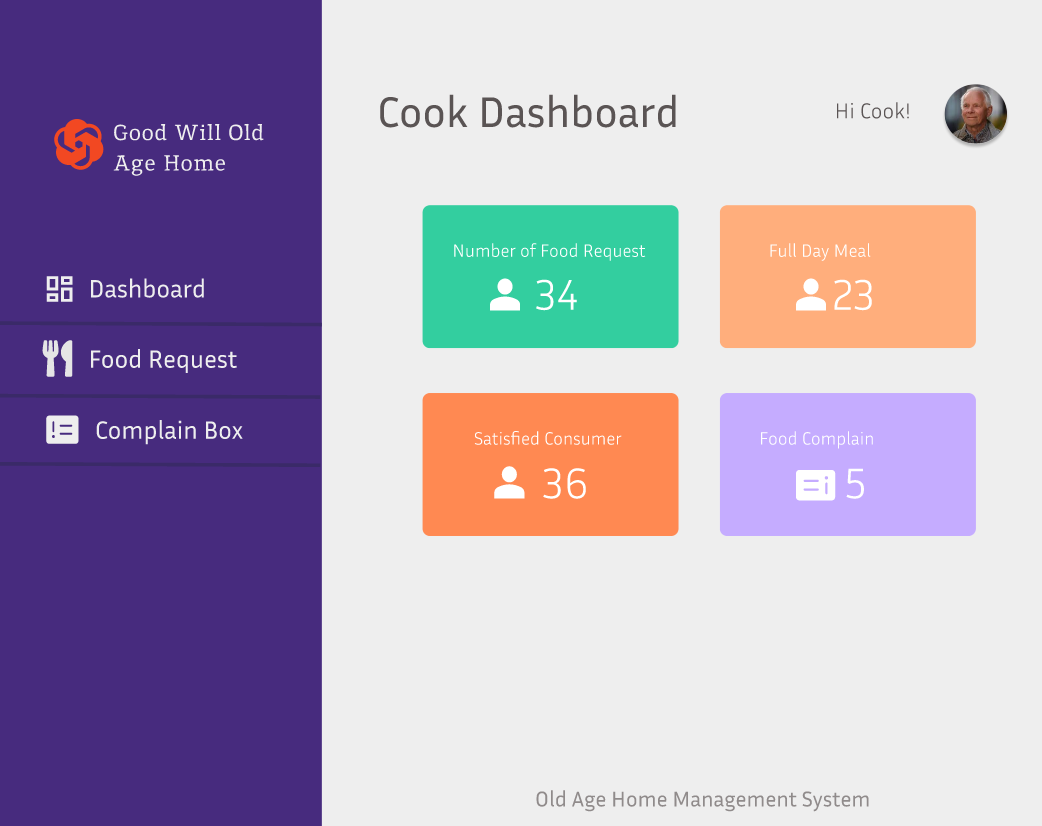 Good Will Old
Age Home
Dashboard
Food Request
Complain Box
Cook Dashboard
Hi Cook!
Number of Food Request
34
Full Day Meal
23
Satisfied Consumer
36
Food Complain
5
Old Age Home Management System